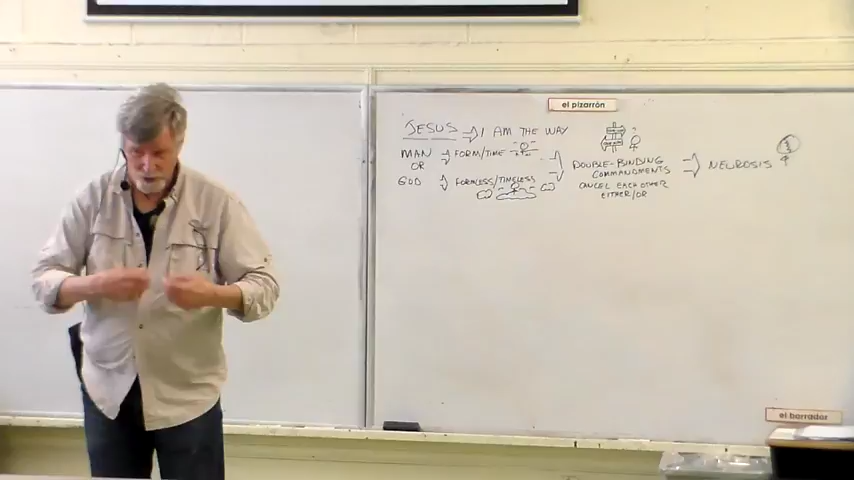 el pizarrón
JESUS ⇒ I AM THE WAY
MAN ⇒ FORM/TIME
OR
GOD ⇒ FORMLESS/TIMELESS
DOUBLE-BINDING
COMMANDMENTS
CANCEL EACH OTHER
EITHER/OR
⇒ NEUROSIS
el borrador